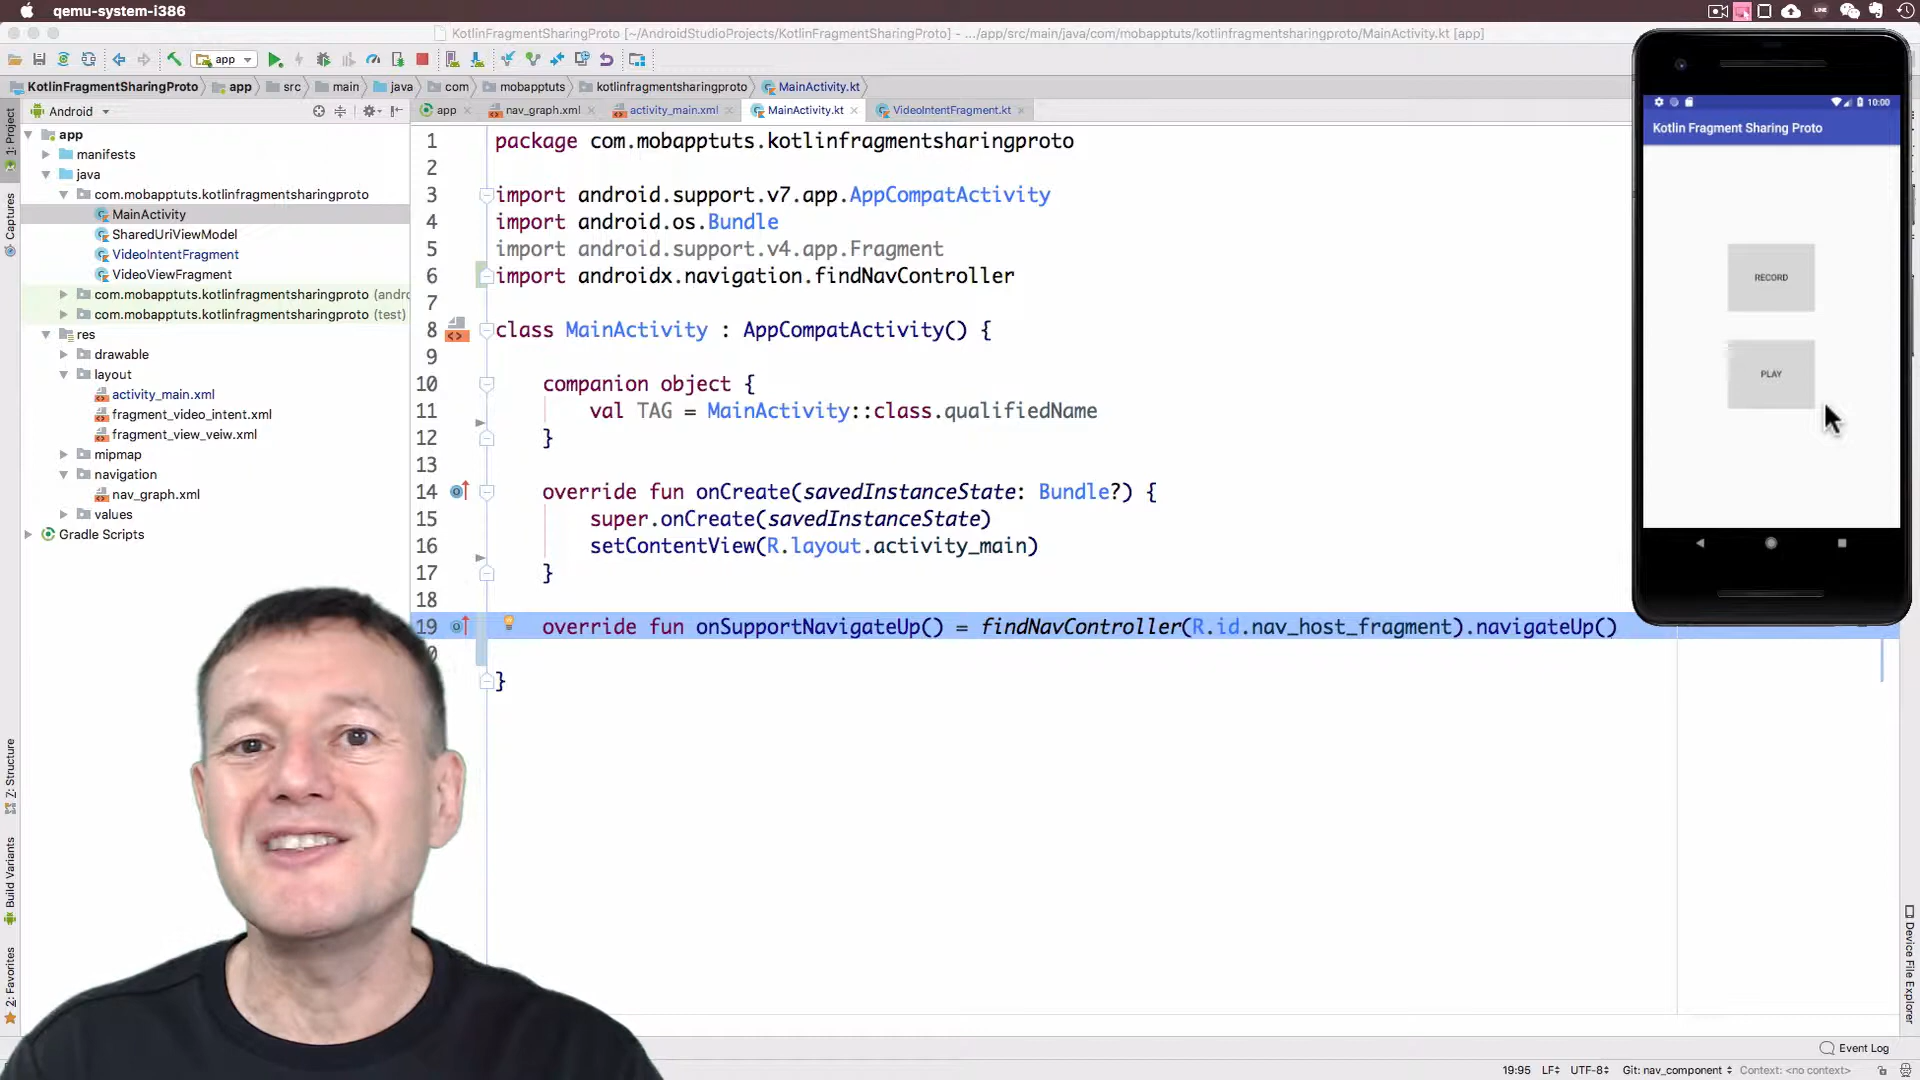 qemu-system-i386
KotlinFragmentSharingProto [~/AndroidStudioProjects/KotlinFragmentSharingProto] – .../app/src/main/java/com/mobapptuts/kotlinfragmentsharingproto/MainActivity.kt [app]
app
KotlinFragmentSharingProto app src main java com mobapptuts kotlinfragmentsharingproto MainActivity.kt
Android
app nav_graph.xml activity_main.xml MainActivity.kt VideoIntentFragment.kt
1: Project
Captures
Z: Structure
Build Variants
2: Favorites
app
manifests
java
com.mobapptuts.kotlinfragmentsharingproto
MainActivity
SharedUriViewModel
VideoIntentFragment
VideoViewFragment
com.mobapptuts.kotlinfragmentsharingproto (andro
com.mobapptuts.kotlinfragmentsharingproto (test)
res
drawable
layout
activity_main.xml
fragment_video_intent.xml
fragment_view_veiw.xml
mipmap
navigation
nav_graph.xml
values
Gradle Scripts
1 package com.mobapptuts.kotlinfragmentsharingproto
2
3 import android.support.v7.app.AppCompatActivity
4 import android.os.Bundle
5 import android.support.v4.app.Fragment
6 import androidx.navigation.findNavController
7
8 class MainActivity : AppCompatActivity() {
9
10 companion object {
11 val TAG = MainActivity::class.qualifiedName
12 }
13
14 override fun onCreate(savedInstanceState: Bundle?) {
15 super.onCreate(savedInstanceState)
16 setContentView(R.layout.activity_main)
17 }
18
19 override fun onSupportNavigateUp() = findNavController(R.id.nav_host_fragment).navigateUp()
}
10:00
Kotlin Fragment Sharing Proto
RECORD
PLAY
Device File Explorer
Event Log
19:95 LF UTF-8 Git: nav_component Context: <no context>